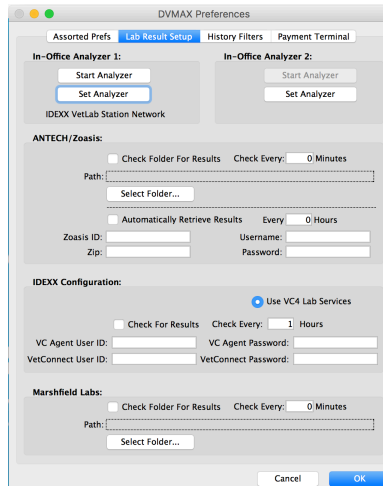 DVMAX Preferences
Assorted Prefs Lab Result Setup History Filters Payment Terminal
In-Office Analyzer 1: In-Office Analyzer 2:
Start Analyzer Start Analyzer
Set Analyzer Set Analyzer
IDEXX VetLab Station Network
ANTECH/Zoasis:
Check Folder For Results Check Every: 0 Minutes
Path:
Select Folder...
Automatically Retrieve Results Every 0 Hours
Zoasis ID: Username:
Zip: Password:
IDEXX Configuration:
Use VC4 Lab Services
Check For Results Check Every: 1 Hours
VC Agent User ID: VC Agent Password:
VetConnect User ID: VetConnect Password:
Marshfield Labs:
Check Folder For Results Check Every: 0 Minutes
Path:
Select Folder...
Cancel OK